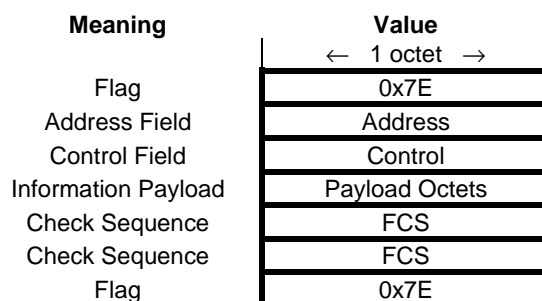 Meaning Value
← 1 octet →
Flag 0x7E
Address Field Address
Control Field Control
Information Payload Payload Octets
Check Sequence FCS
Check Sequence FCS
Flag 0x7E